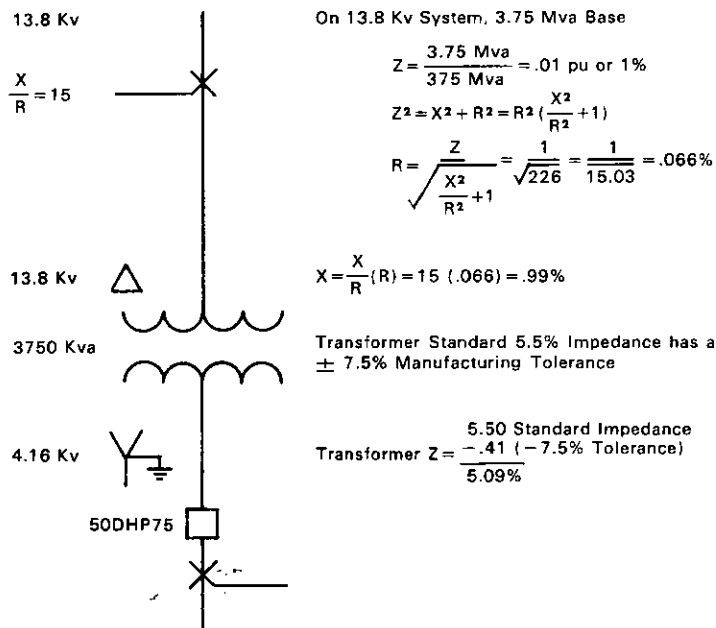 13.8 Kv
On 13.8 Kv System, 3.75 Mva Base
Z = 3.75 Mva / 375 Mva = .01 pu or 1%
X/R = 15
Z² = X² + R² = R² (X²/R² + 1)
R = Z / √(X²/R² + 1) = 1 / √226 = 1 / 15.03 = .066%
13.8 Kv
X = X/R (R) = 15 (.066) = .99%
3750 Kva
Transformer Standard 5.5% Impedance has a
± 7.5% Manufacturing Tolerance
4.16 Kv
5.50 Standard Impedance
Transformer Z = −.41 (−7.5% Tolerance)
5.09%
50DHP75